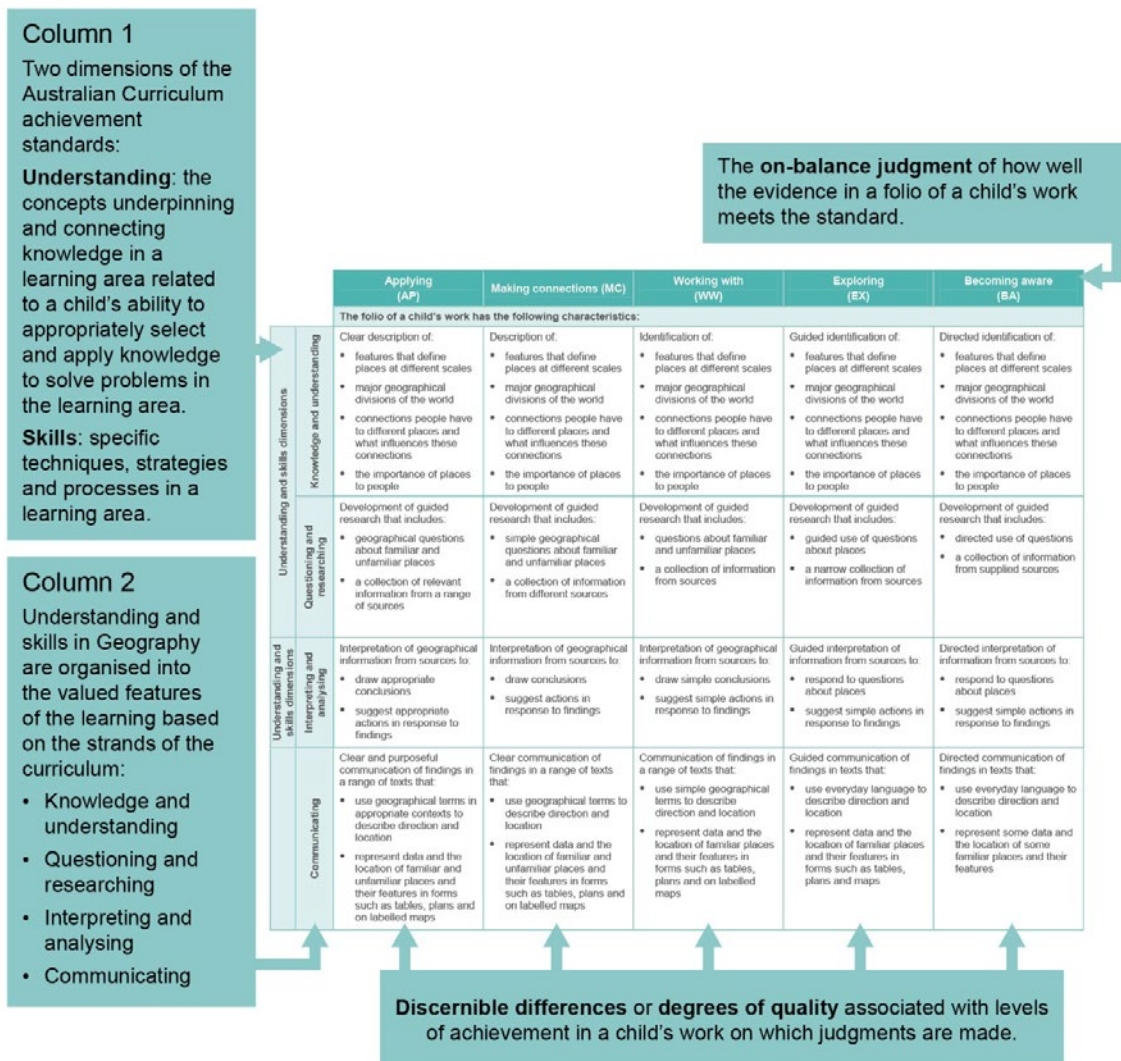 Column 1
Two dimensions of the
Australian Curriculum
achievement
standards:
Understanding: the
concepts underpinning
and connecting
knowledge in a
learning area related
to a child's ability to
appropriately select
and apply knowledge
to solve problems in
the learning area.
Skills: specific
techniques, strategies
and processes in a
learning area.
Column 2
Understanding and
skills in Geography
are organised into
the valued features
of the learning based
on the strands of the
curriculum:
• Knowledge and
understanding
• Questioning and
researching
• Interpreting and
analysing
• Communicating
The on-balance judgment of how well
the evidence in a folio of a child's work
meets the standard.
Applying
(AP)
Making connections (MC)
Working with
(WW)
Exploring
(EX)
Becoming aware
(BA)
The folio of a child's work has the following characteristics:
Understanding and skills dimensions
Knowledge and understanding
Clear description of:
▪ features that define
places at different scales
▪ major geographical
divisions of the world
▪ connections people have
to different places and
what influences these
connections
▪ the importance of places
to people
Description of:
▪ features that define
places at different scales
▪ major geographical
divisions of the world
▪ connections people have
to different places and
what influences these
connections
▪ the importance of places
to people
Identification of:
▪ features that define
places at different scales
▪ major geographical
divisions of the world
▪ connections people have
to different places and
what influences these
connections
▪ the importance of places
to people
Guided identification of:
▪ features that define
places at different scales
▪ major geographical
divisions of the world
▪ connections people have
to different places and
what influences these
connections
▪ the importance of places
to people
Directed identification of:
▪ features that define
places at different scales
▪ major geographical
divisions of the world
▪ connections people have
to different places and
what influences these
connections
▪ the importance of places
to people
Questioning and
researching
Development of guided
research that includes:
▪ geographical questions
about familiar and
unfamiliar places
▪ a collection of relevant
information from a range
of sources
Development of guided
research that includes:
▪ simple geographical
questions about familiar
and unfamiliar places
▪ a collection of information
from different sources
Development of guided
research that includes:
▪ questions about familiar
and unfamiliar places
▪ a collection of information
from sources
Development of guided
research that includes:
▪ guided use of questions
about places
▪ a narrow collection of
information from sources
Development of guided
research that includes:
▪ directed use of questions
▪ a collection of information
from supplied sources
Understanding and
skills dimensions
Interpreting and
analysing
Interpretation of geographical
information from sources to:
▪ draw appropriate
conclusions
▪ suggest appropriate
actions in response to
findings
Interpretation of geographical
information from sources to:
▪ draw conclusions
▪ suggest actions in
response to findings
Interpretation of geographical
information from sources to:
▪ draw simple conclusions
▪ suggest simple actions in
response to findings
Guided interpretation of
information from sources to:
▪ respond to questions
about places
▪ suggest simple actions in
response to findings
Directed interpretation of
information from sources to:
▪ respond to questions
about places
▪ suggest simple actions in
response to findings
Communicating
Clear and purposeful
communication of findings in
a range of texts that:
▪ use geographical terms in
appropriate contexts to
describe direction and
location
▪ represent data and the
location of familiar and
unfamiliar places and
their features in forms
such as tables, plans and
on labelled maps
Clear communication of
findings in a range of texts
that:
▪ use geographical terms to
describe direction and
location
▪ represent data and the
location of familiar and
unfamiliar places and
their features in forms
such as tables, plans and
on labelled maps
Communication of findings in
a range of texts that:
▪ use simple geographical
terms to describe
direction and location
▪ represent data and the
location of familiar places
and their features in
forms such as tables,
plans and on labelled
maps
Guided communication of
findings in texts that:
▪ use everyday language to
describe direction and
location
▪ represent data and the
location of familiar places
and their features in
forms such as tables,
plans and maps
Directed communication of
findings in texts that:
▪ use everyday language to
describe direction and
location
▪ represent some data and
the location of some
familiar places and their
features
Discernible differences or degrees of quality associated with levels
of achievement in a child's work on which judgments are made.